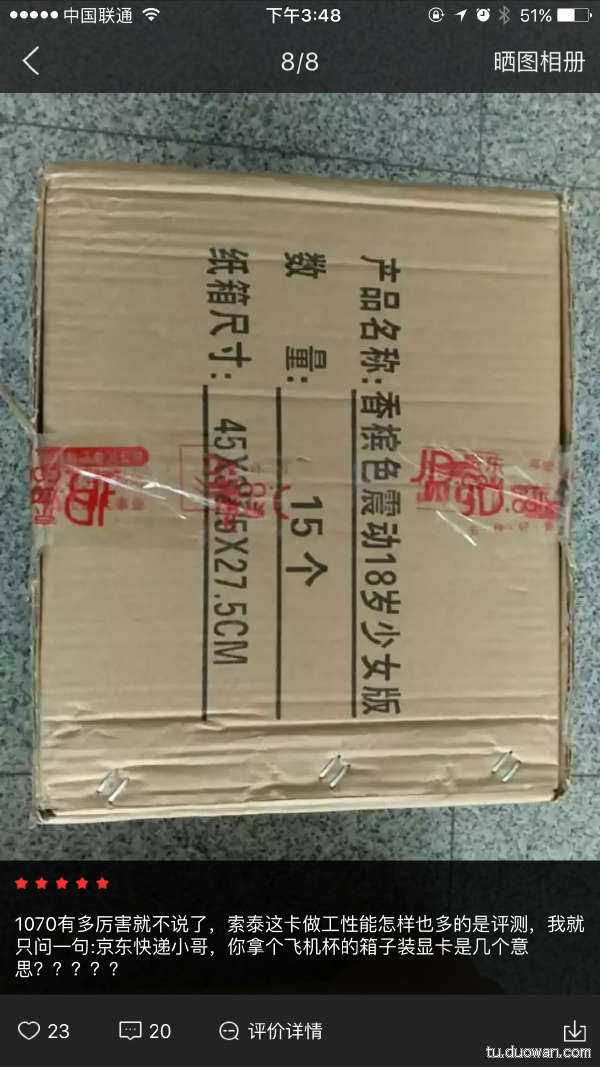 中国联通
下午3:48
51%
8/8
晒图相册
产品名称:香槟色震动18岁少女版
数 量: 15个
纸箱尺寸:
X27.5CM
1070有多厉害就不说了，索泰这卡做工性能怎样也多的是评测，我就
只问一句:京东快递小哥，你拿个飞机杯的箱子装显卡是几个意
思？？？？？
23
20
评价详情
tu.duowan.com